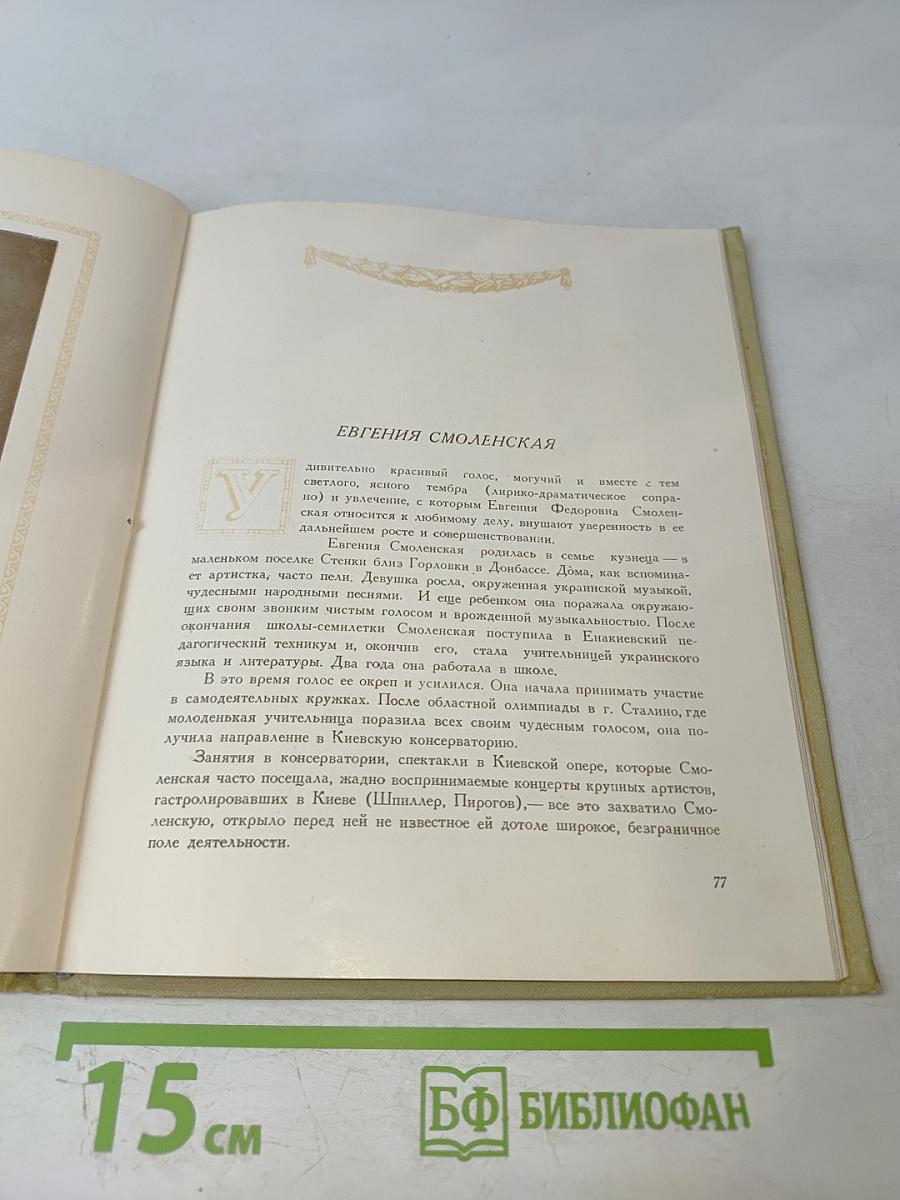 ЕВГЕНИЯ СМОЛЕНСКАЯ
Удивительно красивый голос, могучий и вместе с тем
светлого, ясного тембра (лирико-драматическое сопра-
но) и увлечение, с которым Евгения Федоровна Смолен-
ская относится к любимому делу, внушают уверенность в ее
дальнейшем росте и совершенствовании.
Евгения Смоленская родилась в семье кузнеца — в
маленьком поселке Стенки близ Горловки в Донбассе. Дома, как вспомина-
ет артистка, часто пели. Девушка росла, окруженная украинской музыкой,
чудесными народными песнями. И еще ребенком она поражала окружаю-
щих своим звонким чистым голосом и врожденной музыкальностью. После
окончания школы-семилетки Смоленская поступила в Енакиевский пе-
дагогический техникум и, окончив его, стала учительницей украинского
языка и литературы. Два года она работала в школе.
В это время голос ее окреп и усилился. Она начала принимать участие
в самодеятельных кружках. После областной олимпиады в г. Сталино, где
молоденькая учительница поразила всех своим чудесным голосом, она по-
лучила направление в Киевскую консерваторию.
Занятия в консерватории, спектакли в Киевской опере, которые Смо-
ленская часто посещала, жадно воспринимаемые концерты крупных артистов,
гастролировавших в Киеве (Шпиллер, Пирогов),— все это захватило Смо-
ленскую, открыло перед ней не известное ей дотоле широкое, безграничное
поле деятельности.
77
15 см
БФ БИБЛИОФАН